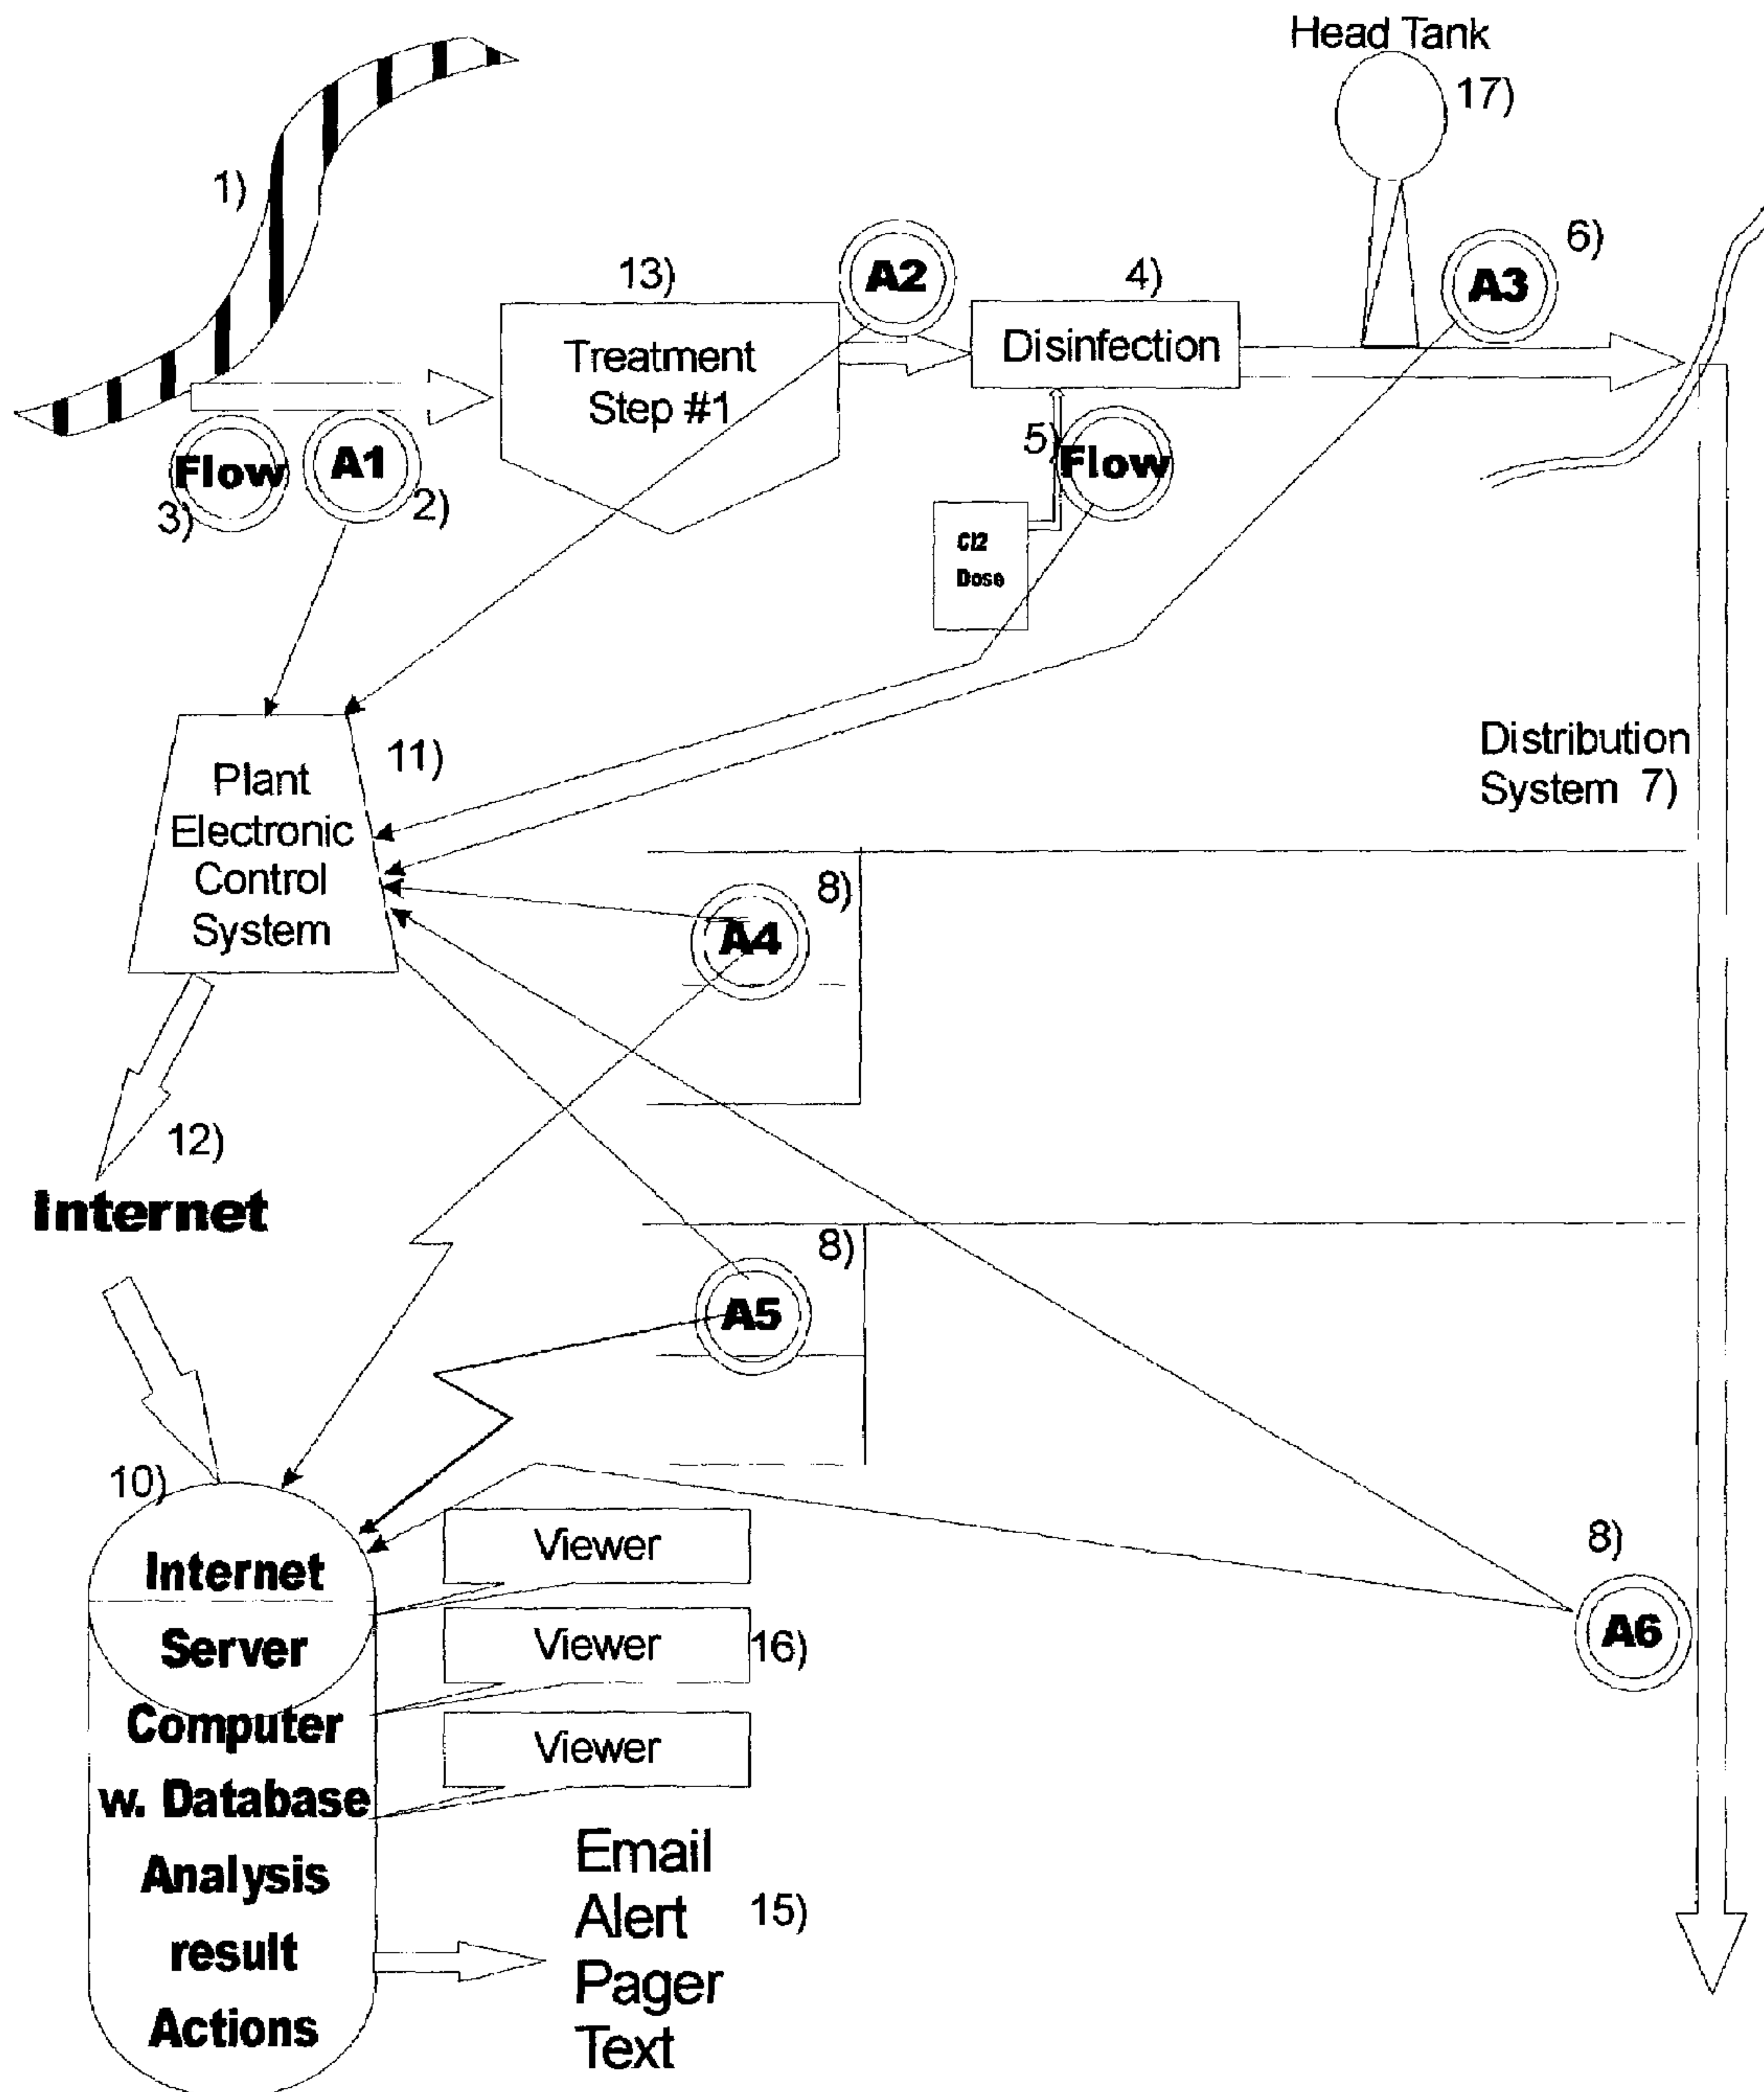 Head Tank
17)
1)
6)
A2
A3
13)
4)
Treatment
Step #1
Disinfection
Flow
A1
3)
2)
5)
Flow
Cl2
Dose
11)
Plant
Electronic
Control
System
Distribution
System 7)
8)
A4
12)
Internet
8)
A5
10)
Internet
Server
Computer
w. Database
Analysis
result
Actions
Viewer
Viewer
16)
Viewer
8)
A6
Email
Alert
15)
Pager
Text